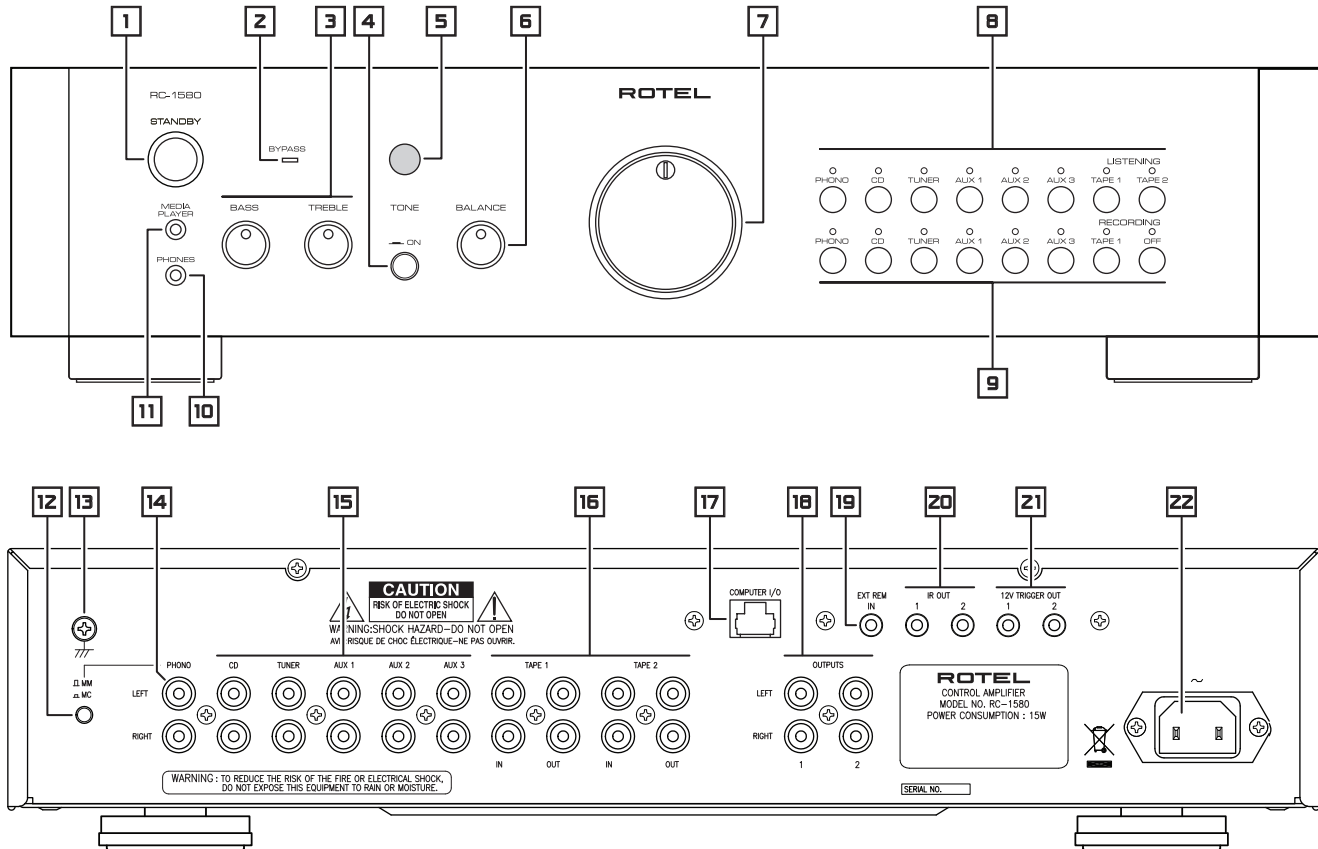 1 2 3 4 5 6 7 8
RC-1580
ROTEL
STANDBY
BYPASS
LISTENING
PHONO CD TUNER AUX 1 AUX 2 AUX 3 TAPE 1 TAPE 2
MEDIA
PLAYER
BASS TREBLE TONE BALANCE
RECORDING
PHONO CD TUNER AUX 1 AUX 2 AUX 3 TAPE 1 OFF
ON
PHONES
9
11 10
12 13 14 15 16 17 18 19 20 21 22
CAUTION
RISK OF ELECTRIC SHOCK
DO NOT OPEN
WARNING:SHOCK HAZARD-DO NOT OPEN
AVI RISQUE DE CHOC ÉLECTRIQUE-NE PAS OUVRIR.
COMPUTER I/O
EXT REM
IN
IR OUT
1 2
12V TRIGGER OUT
1 2
PHONO CD TUNER AUX 1 AUX 2 AUX 3 TAPE 1 TAPE 2 OUTPUTS
MM
MC
LEFT LEFT
RIGHT RIGHT
IN OUT IN OUT 1 2
ROTEL
CONTROL AMPLIFIER
MODEL NO. RC-1580
POWER CONSUMPTION : 15W
~
WARNING : TO REDUCE THE RISK OF THE FIRE OR ELECTRICAL SHOCK,
DO NOT EXPOSE THIS EQUIPMENT TO RAIN OR MOISTURE.
SERIAL NO.